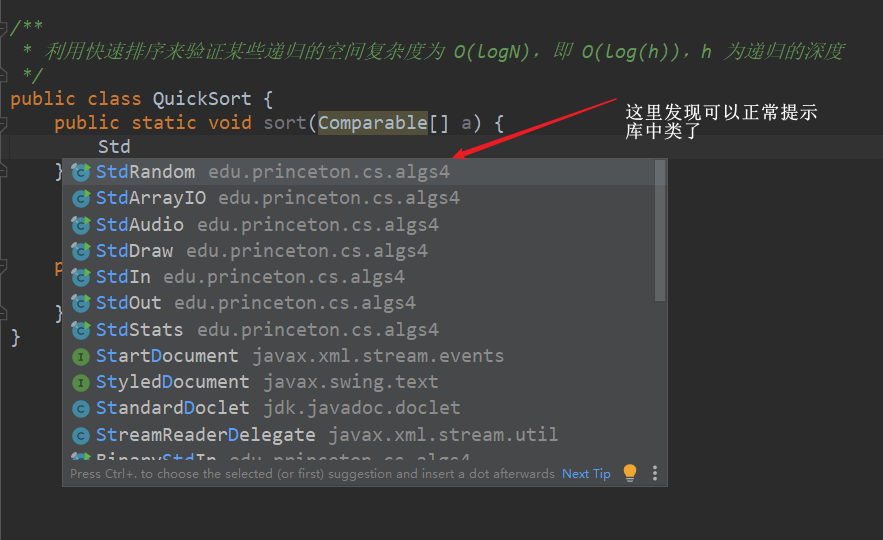 /**
* 利用快速排序来验证某些递归的空间复杂度为 O(logN)，即 O(log(h))，h 为递归的深度
*/
public class QuickSort {
public static void sort(Comparable[] a) {
这里发现可以正常提示
库中类了
Std
}
StdRandom edu.princeton.cs.algs4
StdArrayIO edu.princeton.cs.algs4
StdAudio edu.princeton.cs.algs4
StdDraw edu.princeton.cs.algs4
p
StdIn edu.princeton.cs.algs4
StdOut edu.princeton.cs.algs4
}
StdStats edu.princeton.cs.algs4
}
StartDocument javax.xml.stream.events
StyledDocument javax.swing.text
StandardDoclet jdk.javadoc.doclet
StreamReaderDelegate javax.xml.stream.util
BinaryStdIn edu.princeton.cs.algs4
Press Ctrl+. to choose the selected (or first) suggestion and insert a dot afterwards Next Tip